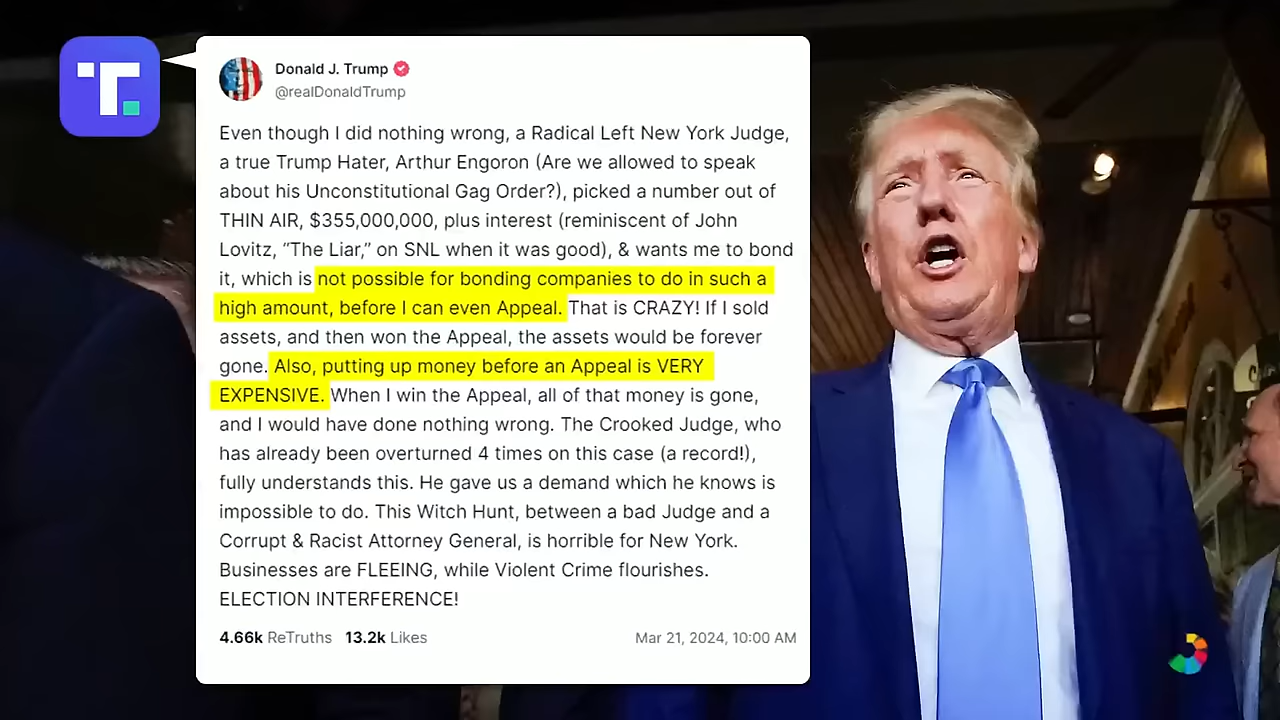 T.
Donald J. Trump
@realDonaldTrump
Even though I did nothing wrong, a Radical Left New York Judge,
a true Trump Hater, Arthur Engoron (Are we allowed to speak
about his Unconstitutional Gag Order?), picked a number out of
THIN AIR, $355,000,000, plus interest (reminiscent of John
Lovitz, “The Liar,” on SNL when it was good), & wants me to bond
it, which is not possible for bonding companies to do in such a
high amount, before I can even Appeal. That is CRAZY! If I sold
assets, and then won the Appeal, the assets would be forever
gone. Also, putting up money before an Appeal is VERY
EXPENSIVE. When I win the Appeal, all of that money is gone,
and I would have done nothing wrong. The Crooked Judge, who
has already been overturned 4 times on this case (a record!),
fully understands this. He gave us a demand which he knows is
impossible to do. This Witch Hunt, between a bad Judge and a
Corrupt & Racist Attorney General, is horrible for New York.
Businesses are FLEEING, while Violent Crime flourishes.
ELECTION INTERFERENCE!
4.66k ReTruths 13.2k Likes Mar 21, 2024, 10:00 AM